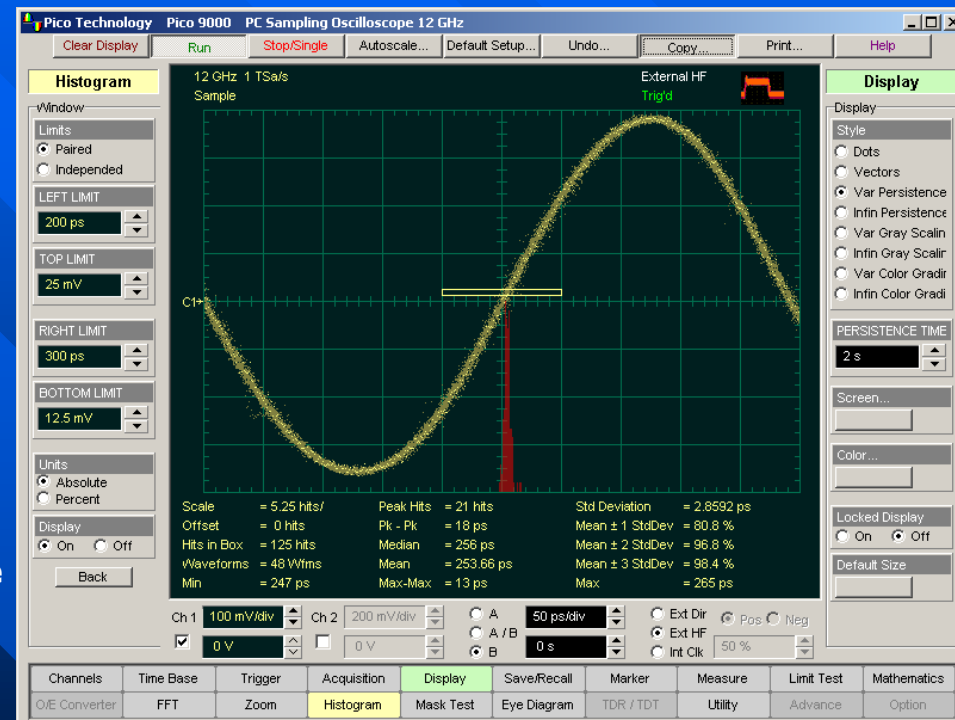 Pico Technology Pico 9000 PC Sampling Oscilloscope 12 GHz
Clear Display Run Stop/Single Autoscale... Default Setup... Undo... Copy... Print... Help
Histogram
Window
Limits
Paired
Independed
LEFT LIMIT
200 ps
TOP LIMIT
25 mV
RIGHT LIMIT
300 ps
BOTTOM LIMIT
12.5 mV
Units
Absolute
Percent
Display
On Off
Back
12 GHz 1 TSa/s
Sample
External HF
Trig'd
C1
Scale = 5.25 hits/ Peak Hits = 21 hits Std Deviation = 2.8592 ps
Offset = 0 hits Pk - Pk = 18 ps Mean ± 1 StdDev = 80.8 %
Hits in Box = 125 hits Median = 256 ps Mean ± 2 StdDev = 96.8 %
Waveforms = 48 Wfms Mean = 253.66 ps Mean ± 3 StdDev = 98.4 %
Min = 247 ps Max-Max = 13 ps Max = 265 ps
Display
Display
Style
Dots
Vectors
Var Persistence
Infin Persistence
Var Gray Scalin
Infin Gray Scalin
Var Color Gradin
Infin Color Gradi
PERSISTENCE TIME
2 s
Screen...
Color...
Locked Display
On Off
Default Size
Ch 1 100 mV/div Ch 2 200 mV/div A 50 ps/div Ext Dir Pos Neg
A / B Ext HF
0 V 0 V B 0 s Int Clk 50 %
Channels Time Base Trigger Acquisition Display Save/Recall Marker Measure Limit Test Mathematics
O/E Converter FFT Zoom Histogram Mask Test Eye Diagram TDR / TDT Utility Advance Option
e